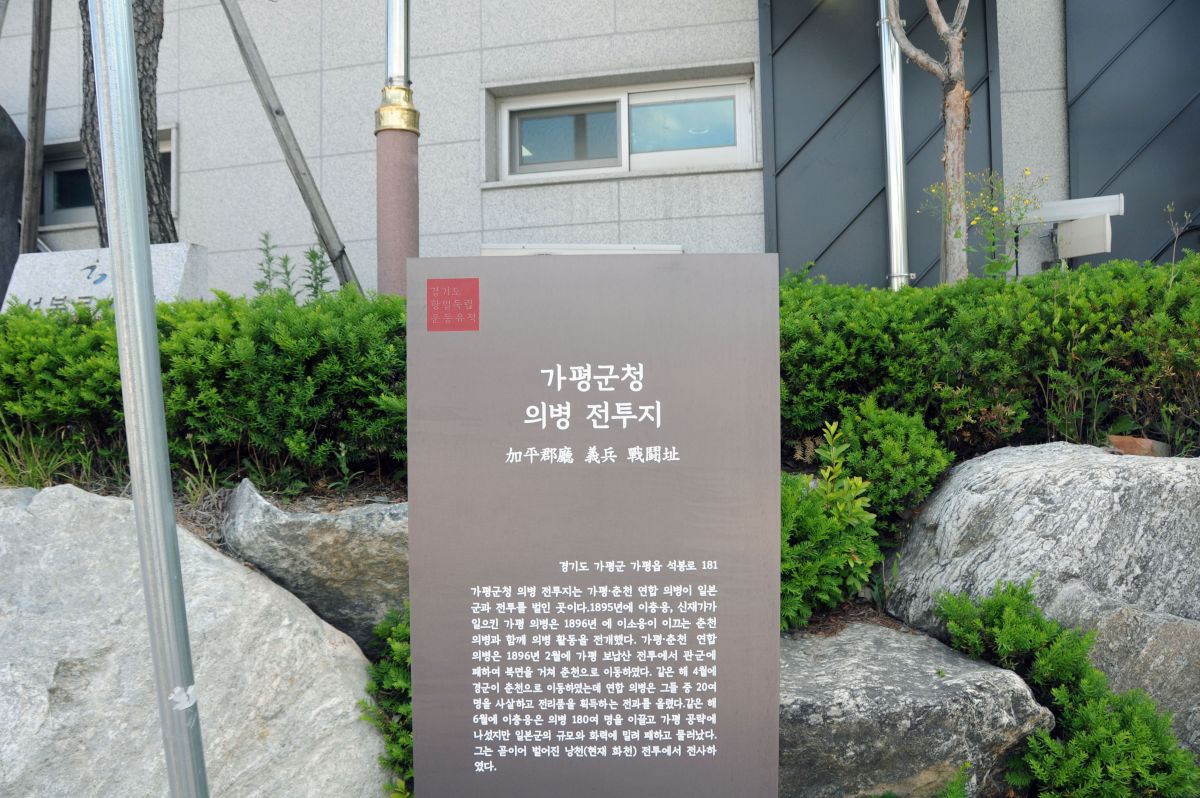 경기도
항일독립
운동유적
가평군청
의병 전투지
加平郡廳 義兵 戰鬪址
경기도 가평군 가평읍 석봉로 181
가평군청 의병 전투지는 가평·춘천 연합 의병이 일본
군과 전투를 벌인 곳이다.1895년에 이충응, 신재가가
일으킨 가평 의병은 1896년 에 이소응이 이끄는 춘천
의병과 함께 의병 활동을 전개했다. 가평·춘천 연합
의병은 1896년 2월에 가평 보납산 전투에서 관군에
패하여 북면을 거쳐 춘천으로 이동하였다. 같은 해 4월에
경군이 춘천으로 이동하였는데 연합 의병은 그들 중 20여
명을 사살하고 전리품을 획득하는 전과를 올렸다.같은 해
6월에 이충응은 의병 180여 명을 이끌고 가평 공략에
나섰지만 일본군의 규모와 화력에 밀려 패하고 물러났다.
그는 곧이어 벌어진 낭천(현재 화천) 전투에서 전사하
였다.